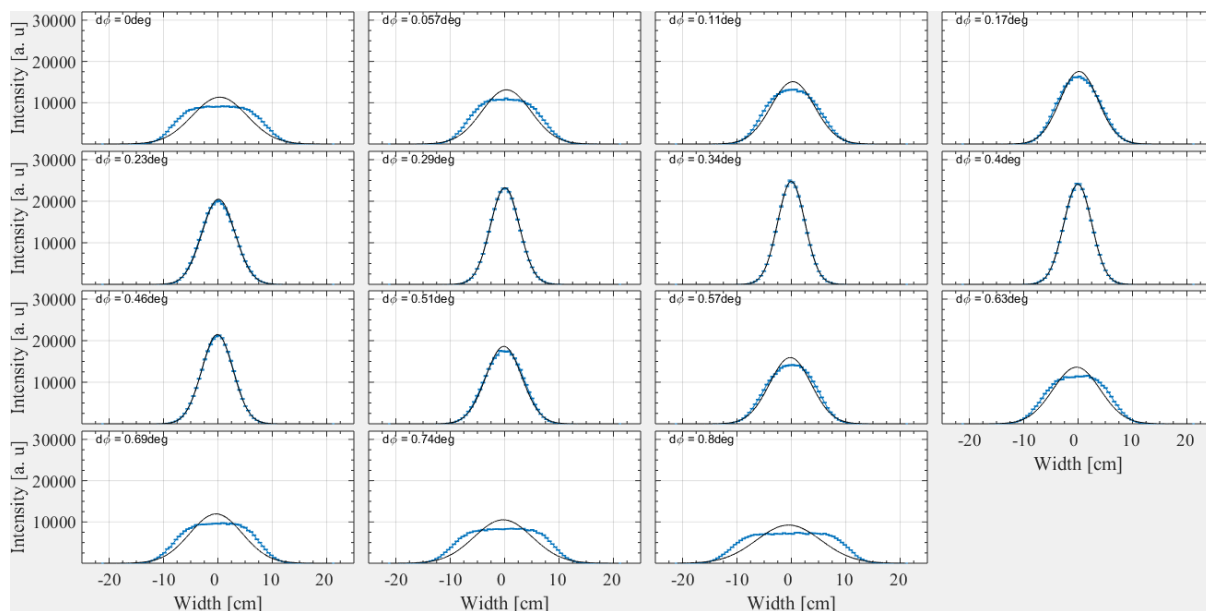 dϕ = 0deg
dϕ = 0.057deg
dϕ = 0.11deg
dϕ = 0.17deg
Intensity [a. u]
30000
20000
10000
dϕ = 0.23deg
dϕ = 0.29deg
dϕ = 0.34deg
dϕ = 0.4deg
Intensity [a. u]
30000
20000
10000
dϕ = 0.46deg
dϕ = 0.51deg
dϕ = 0.57deg
dϕ = 0.63deg
Intensity [a. u]
30000
20000
10000
-20 -10 0 10 20
Width [cm]
dϕ = 0.69deg
dϕ = 0.74deg
dϕ = 0.8deg
Intensity [a. u]
30000
20000
10000
-20 -10 0 10 20
-20 -10 0 10 20
-20 -10 0 10 20
Width [cm]
Width [cm]
Width [cm]